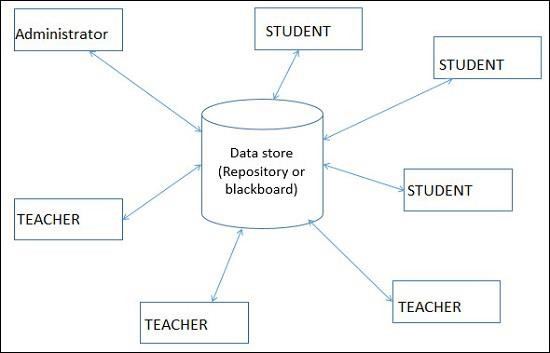 Administrator
STUDENT
STUDENT
Data store
(Repository or
blackboard)
STUDENT
TEACHER
TEACHER
TEACHER